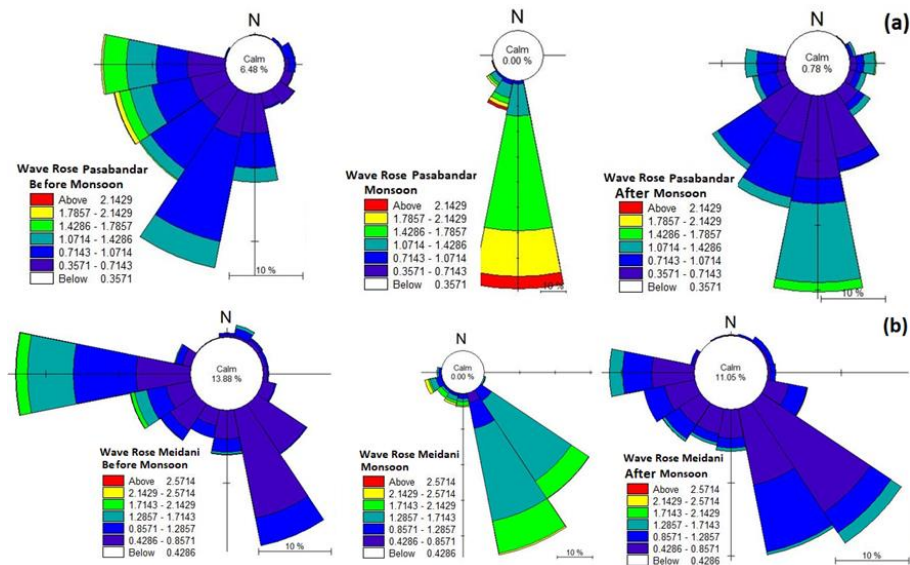 (a)
N
Calm
6.48 %
Wave Rose Pasabandar
Before Monsoon
Above 2.1429
1.7857 - 2.1429
1.4286 - 1.7857
1.0714 - 1.4286
0.7143 - 1.0714
0.3571 - 0.7143
Below 0.3571
10 %
N
Calm
0.00 %
Wave Rose Pasabandar
Monsoon
Above 2.1429
1.7857 - 2.1429
1.4286 - 1.7857
1.0714 - 1.4286
0.7143 - 1.0714
0.3571 - 0.7143
Below 0.3571
10 %
N
Calm
0.78 %
Wave Rose Pasabandar
After Monsoon
Above 2.1429
1.7857 - 2.1429
1.4286 - 1.7857
1.0714 - 1.4286
0.7143 - 1.0714
0.3571 - 0.7143
Below 0.3571
10 %
(b)
N
Calm
13.88 %
Wave Rose Meidani
Before Monsoon
Above 2.5714
2.1429 - 2.5714
1.7143 - 2.1429
1.2857 - 1.7143
0.8571 - 1.2857
0.4286 - 0.8571
Below 0.4286
10 %
N
Calm
0.00 %
Wave Rose Meidani
Monsoon
Above 2.5714
2.1429 - 2.5714
1.7143 - 2.1429
1.2857 - 1.7143
0.8571 - 1.2857
0.4286 - 0.8571
Below 0.4286
10 %
N
Calm
11.05 %
Wave Rose Meidani
After Monsoon
Above 2.5714
2.1429 - 2.5714
1.7143 - 2.1429
1.2857 - 1.7143
0.8571 - 1.2857
0.4286 - 0.8571
Below 0.4286
10 %